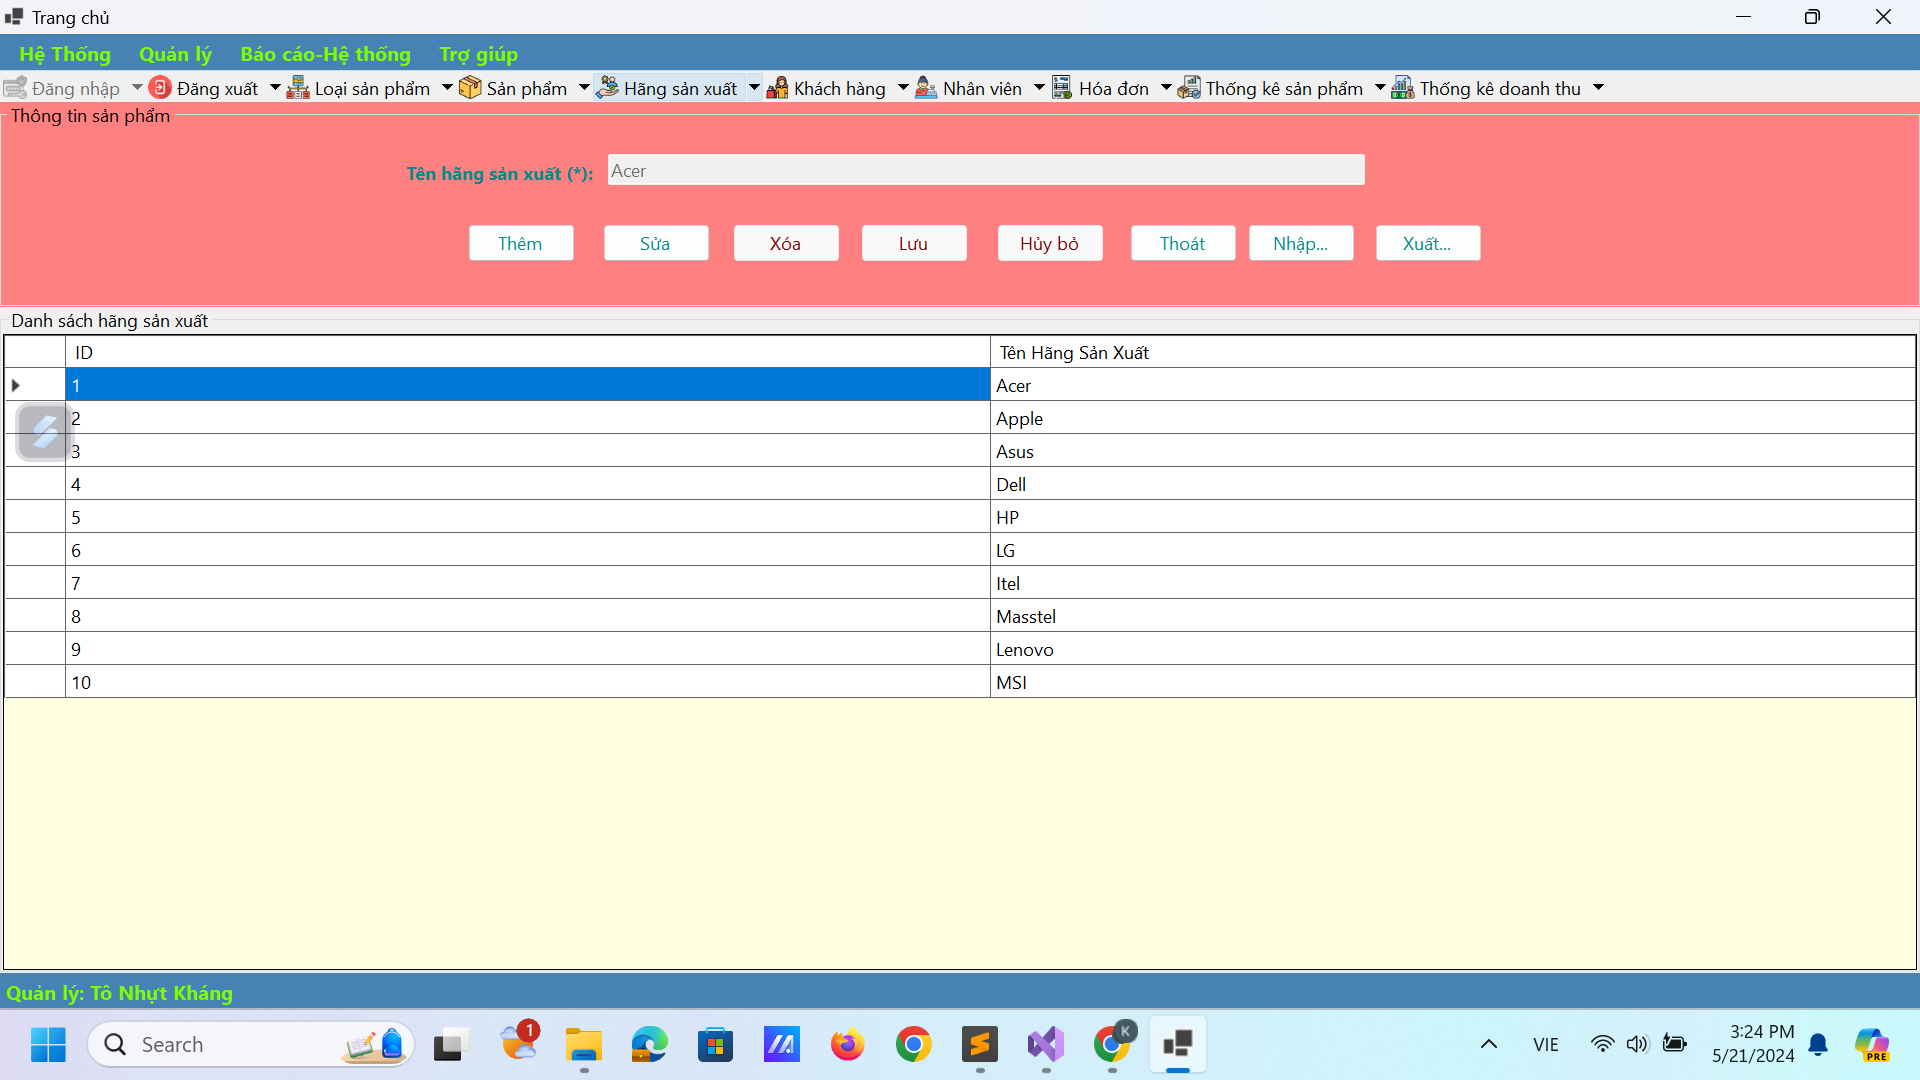 Trang chủ
Hệ Thống Quản lý Báo cáo-Hệ thống Trợ giúp
Đăng nhập Đăng xuất Loại sản phẩm Sản phẩm Hãng sản xuất Khách hàng Nhân viên Hóa đơn Thống kê sản phẩm Thống kê doanh thu
Thông tin sản phẩm
Tên hãng sản xuất (*): Acer
Thêm Sửa Xóa Lưu Hủy bỏ Thoát Nhập... Xuất...
Danh sách hãng sản xuất
ID Tên Hãng Sản Xuất
1 Acer
2 Apple
3 Asus
4 Dell
5 HP
6 LG
7 Itel
8 Masstel
9 Lenovo
10 MSI
Quản lý: Tô Nhựt Kháng
Search 1 K VIE 3:24 PM PRE
5/21/2024